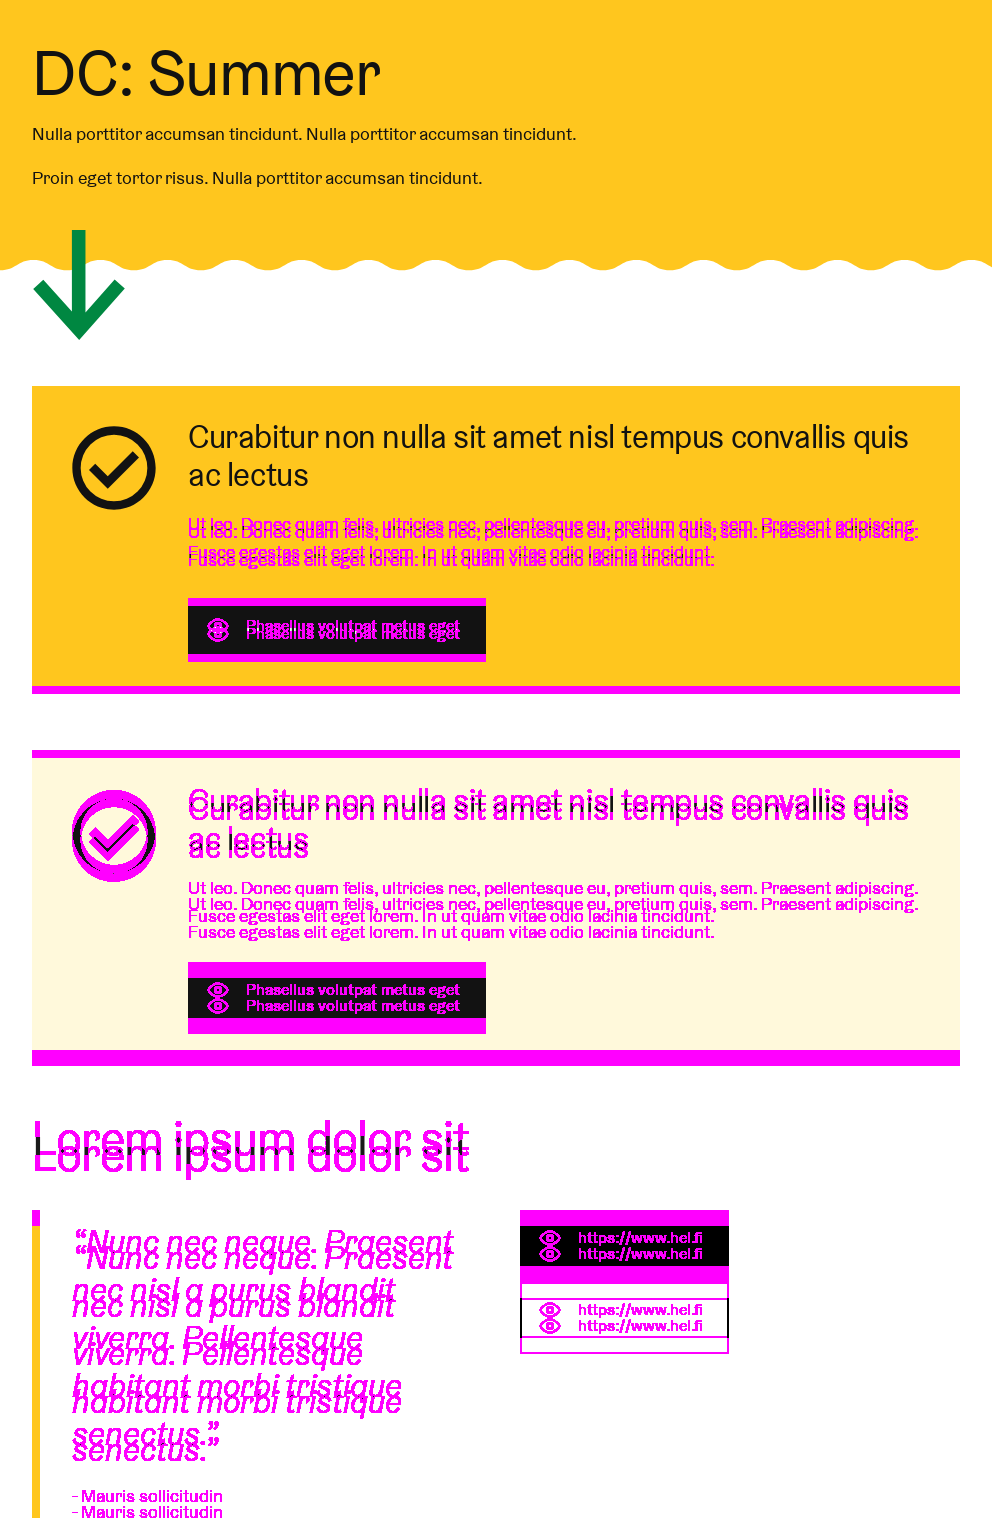 DC: Summer
Nulla porttitor accumsan tincidunt. Nulla porttitor accumsan tincidunt.
Proin eget tortor risus. Nulla porttitor accumsan tincidunt.
Curabitur non nulla sit amet nisl tempus convallis quis
ac lectus
Ut leo. Donec quam felis, ultricies nec, pellentesque eu, pretium quis, sem. Praesent adipiscing.
Ut leo. Donec quam felis, ultricies nec, pellentesque eu, pretium quis, sem. Praesent adipiscing.
Fusce egestas elit eget lorem. In ut quam vitae odio lacinia tincidunt.
Fusce egestas elit eget lorem. In ut quam vitae odio lacinia tincidunt.
Phasellus volutpat metus eget
Phasellus volutpat metus eget
Curabitur non nulla sit amet nisl tempus convallis quis
Curabitur non nulla sit amet nisl tempus convallis quis
ac lectus
ac lectus
Ut leo. Donec quam felis, ultricies nec, pellentesque eu, pretium quis, sem. Praesent adipiscing.
Ut leo. Donec quam felis, ultricies nec, pellentesque eu, pretium quis, sem. Praesent adipiscing.
Fusce egestas elit eget lorem. In ut quam vitae odio lacinia tincidunt.
Fusce egestas elit eget lorem. In ut quam vitae odio lacinia tincidunt.
Phasellus volutpat metus eget
Phasellus volutpat metus eget
Lorem ipsum dolor sit
Lorem ipsum dolor sit
“Nunc nec neque. Praesent
“Nunc nec neque. Praesent
nec nisl a purus blandit
nec nisl a purus blandit
viverra. Pellentesque
viverra. Pellentesque
habitant morbi tristique
habitant morbi tristique
senectus.”
senectus.”
- Mauris sollicitudin
- Mauris sollicitudin
https://www.hel.fi
https://www.hel.fi
https://www.hel.fi
https://www.hel.fi